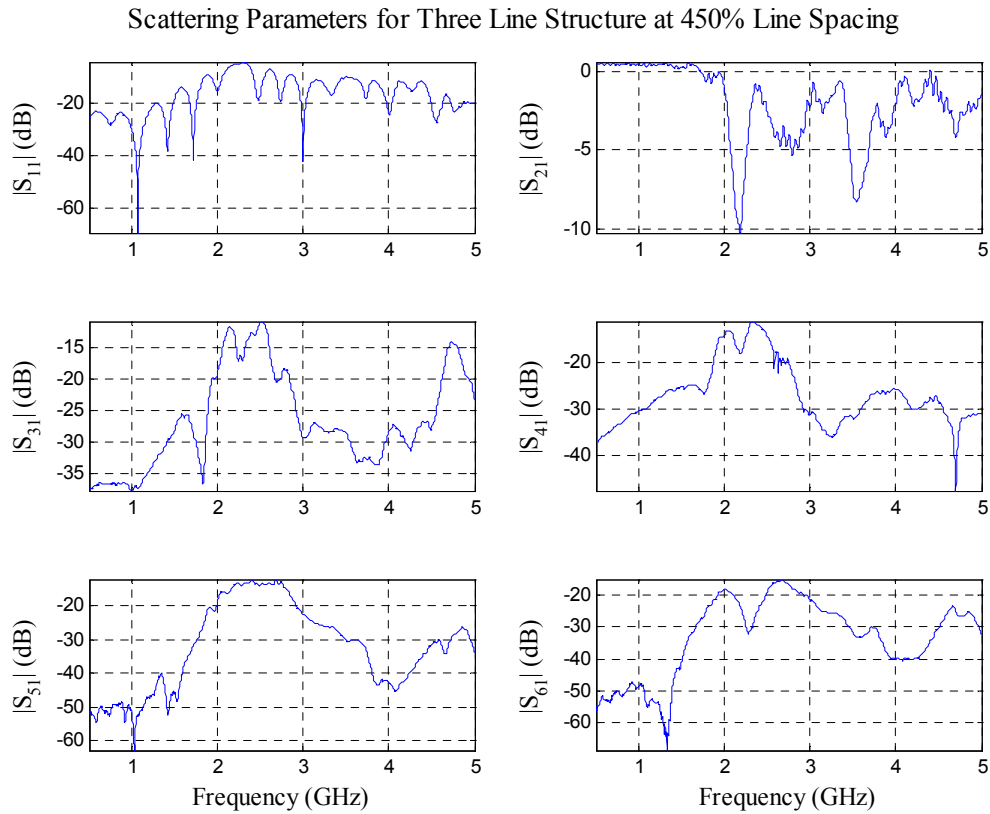 Scattering Parameters for Three Line Structure at 450% Line Spacing
|S11| (dB)
-20
-40
-60
1 2 3 4 5
|S21| (dB)
0
-5
-10
1 2 3 4 5
|S31| (dB)
-15
-20
-25
-30
-35
1 2 3 4 5
|S41| (dB)
-20
-30
-40
1 2 3 4 5
|S51| (dB)
-20
-30
-40
-50
-60
1 2 3 4 5
Frequency (GHz)
|S61| (dB)
-20
-30
-40
-50
-60
1 2 3 4 5
Frequency (GHz)